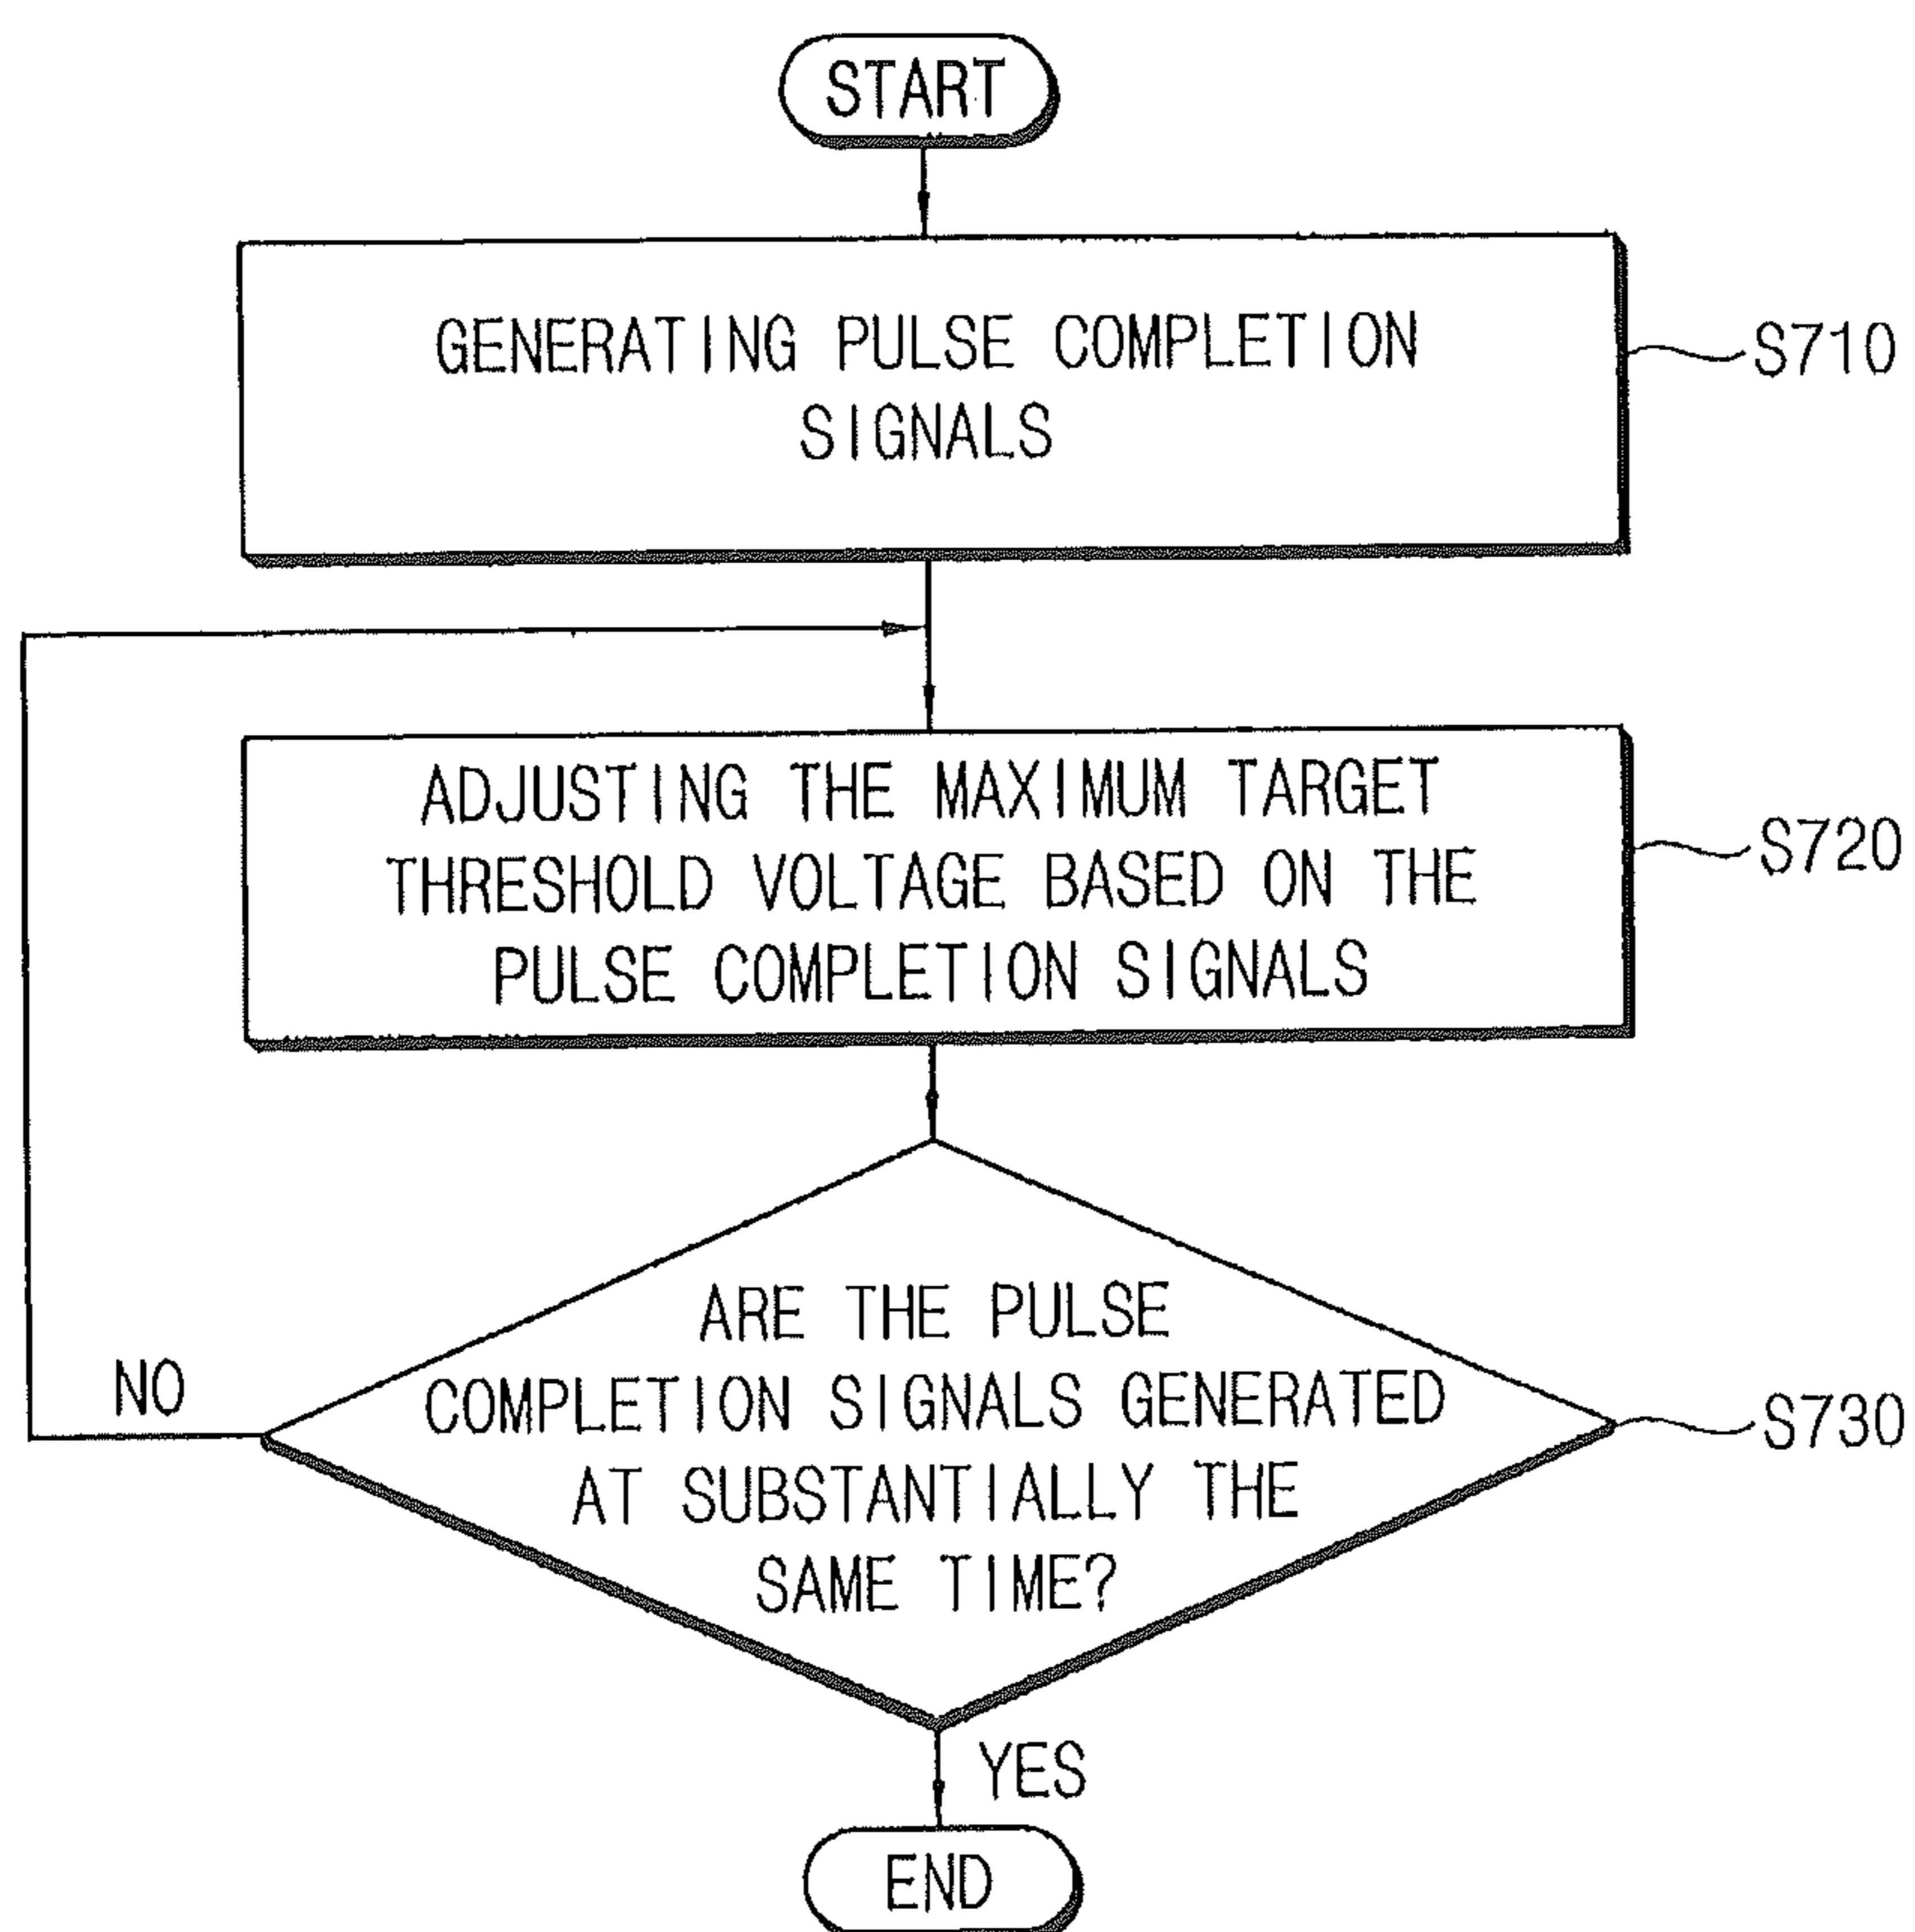 START
GENERATING PULSE COMPLETION
SIGNALS
S710
ADJUSTING THE MAXIMUM TARGET
THRESHOLD VOLTAGE BASED ON THE
PULSE COMPLETION SIGNALS
S720
ARE THE PULSE
COMPLETION SIGNALS GENERATED
AT SUBSTANTIALLY THE
SAME TIME?
S730
NO
YES
END